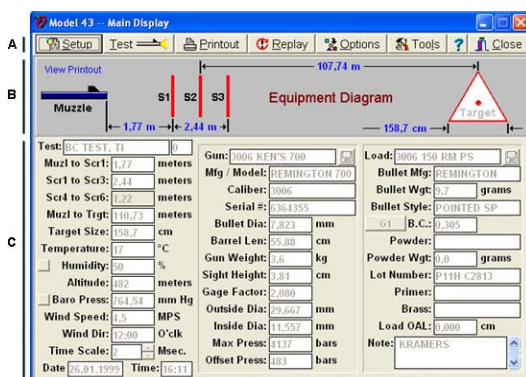 Model 43 -- Main Display
A
Setup
Test
Printout
Replay
Options
Tools
?
Close
B
View Printout
107,74 m
S1
S2
S3
Equipment Diagram
Muzzle
Target
1,77 m
2,44 m
158,7 cm
C
Test: BC TEST, TI 0
Muzl to Scr1: 1,77 meters
Scr1 to Scr3: 2,44 meters
Scr4 to Scr6: 1,22 meters
Muzl to Trgt: 110,73 meters
Target Size: 158,7 cm
Temperature: 17 °C
Humidity: 50 %
Altitude: 482 meters
Baro Press: 764,54 mm Hg
Wind Speed: 4,5 MPS
Wind Dir: 12:00 O'clk
Time Scale: 2 Msec.
Date 26.01.1999 Time: 16:11
Gun: 3006 KEN'S 700
Mfg / Model: REMINGTON 700
Caliber: 3006
Serial #: 6364355
Bullet Dia: 7,823 mm
Barrel Len: 55,88 cm
Gun Weight: 3,6 kg
Sight Height: 3,81 cm
Gage Factor: 2,080
Outside Dia: 29,667 mm
Inside Dia: 11,557 mm
Max Press: 4137 bars
Offset Press: 483 bars
Load: 3006 150 RM PS
Bullet Mfg: REMINGTON
Bullet Wgt: 9,7 grams
Bullet Style: POINTED SP
G1 B.C.: 0,305
Powder:
Powder Wgt: 0,0 grams
Lot Number: P11H C2813
Primer:
Brass:
Load OAL: 0,000 cm
Note: KRAMERS